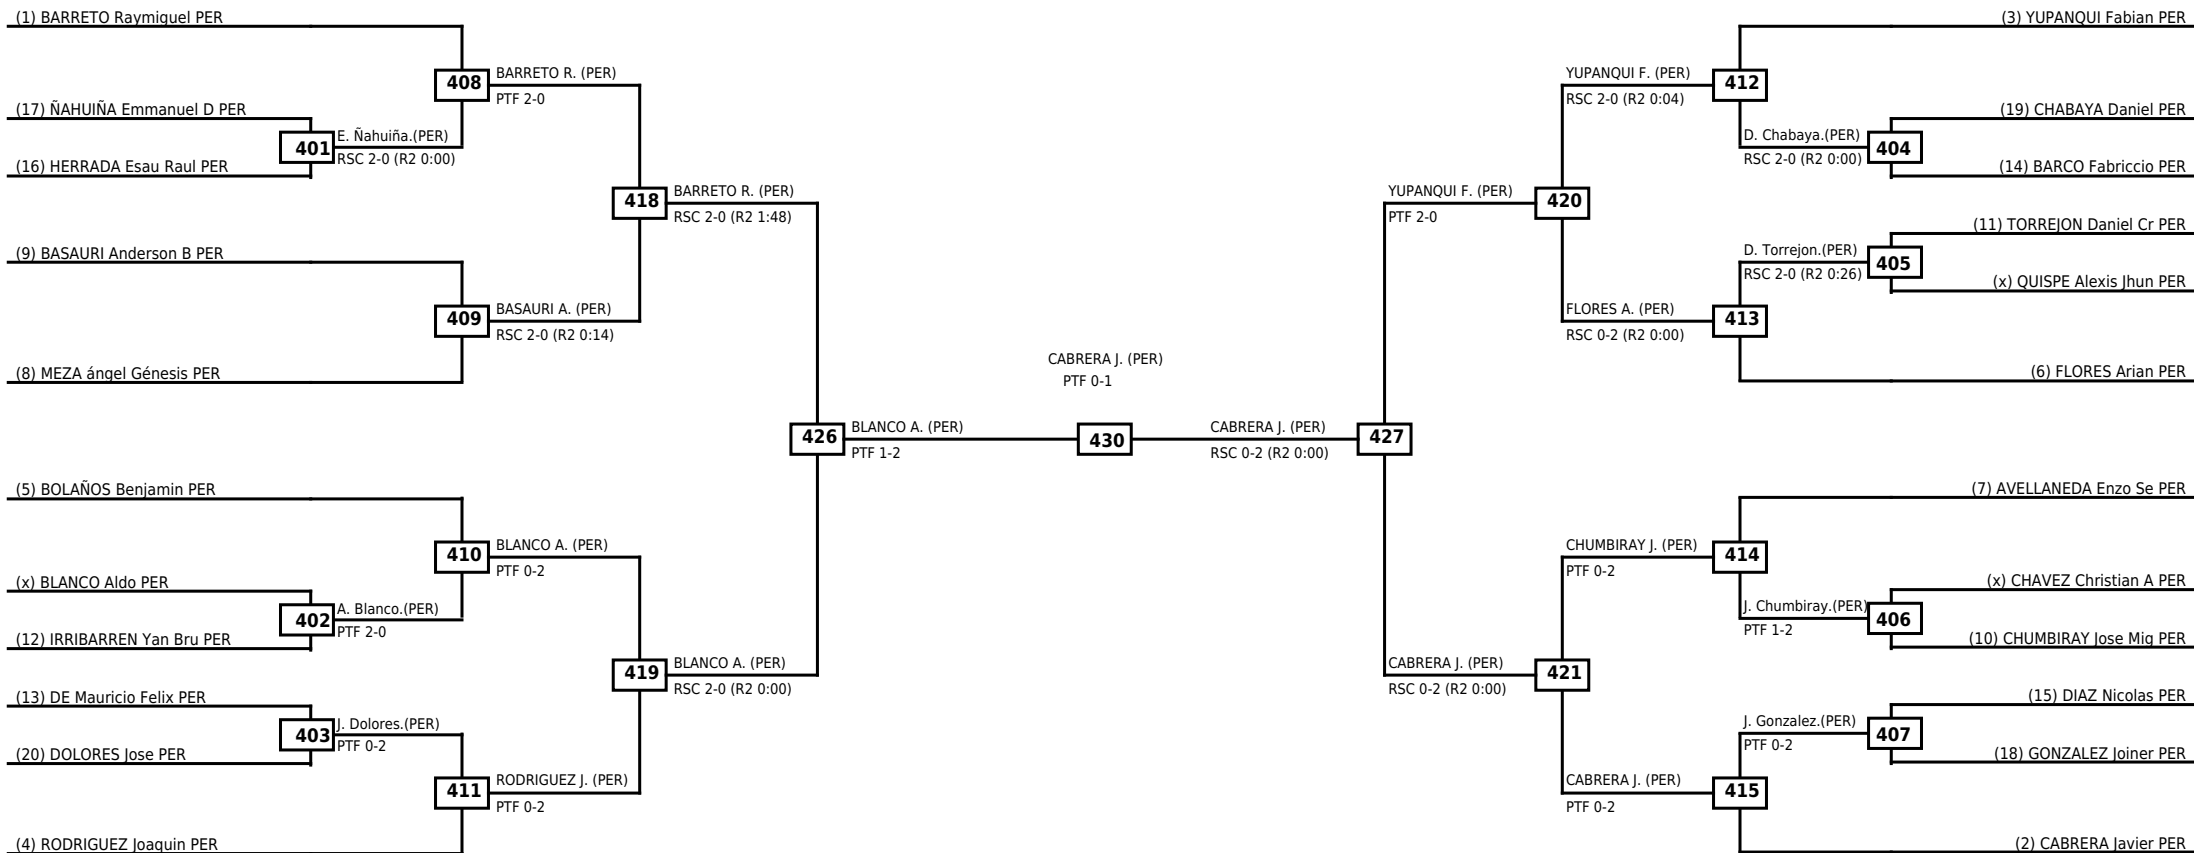 (1) BARRETO Raymiguel PER
(17) ÑAHUIÑA Emmanuel D PER
(16) HERRADA Esau Raul PER
(9) BASAURI Anderson B PER
(8) MEZA ángel Génesis PER
(5) BOLAÑOS Benjamin PER
(x) BLANCO Aldo PER
(12) IRRIBARREN Yan Bru PER
(13) DE Mauricio Felix PER
(20) DOLORES Jose PER
(4) RODRIGUEZ Joaquin PER
401
E. Ñahuiña.(PER)
RSC 2-0 (R2 0:00)
402
A. Blanco.(PER)
PTF 2-0
403
J. Dolores.(PER)
PTF 0-2
408
BARRETO R. (PER)
PTF 2-0
409
BASAURI A. (PER)
RSC 2-0 (R2 0:14)
410
BLANCO A. (PER)
PTF 0-2
411
RODRIGUEZ J. (PER)
PTF 0-2
418
BARRETO R. (PER)
RSC 2-0 (R2 1:48)
419
BLANCO A. (PER)
RSC 2-0 (R2 0:00)
426
BLANCO A. (PER)
PTF 1-2
CABRERA J. (PER)
PTF 0-1
430
CABRERA J. (PER)
RSC 0-2 (R2 0:00)
427
YUPANQUI F. (PER)
PTF 2-0
420
CABRERA J. (PER)
RSC 0-2 (R2 0:00)
421
YUPANQUI F. (PER)
RSC 2-0 (R2 0:04)
412
FLORES A. (PER)
RSC 0-2 (R2 0:00)
413
CHUMBIRAY J. (PER)
PTF 0-2
414
CABRERA J. (PER)
PTF 0-2
415
D. Chabaya.(PER)
RSC 2-0 (R2 0:00)
404
D. Torrejon.(PER)
RSC 2-0 (R2 0:26)
405
J. Chumbiray.(PER)
PTF 1-2
406
J. Gonzalez.(PER)
PTF 0-2
407
(3) YUPANQUI Fabian PER
(19) CHABAYA Daniel PER
(14) BARCO Fabriccio PER
(11) TORREJON Daniel Cr PER
(x) QUISPE Alexis Jhun PER
(6) FLORES Arian PER
(7) AVELLANEDA Enzo Se PER
(x) CHAVEZ Christian A PER
(10) CHUMBIRAY Jose Mig PER
(15) DIAZ Nicolas PER
(18) GONZALEZ Joiner PER
(2) CABRERA Javier PER